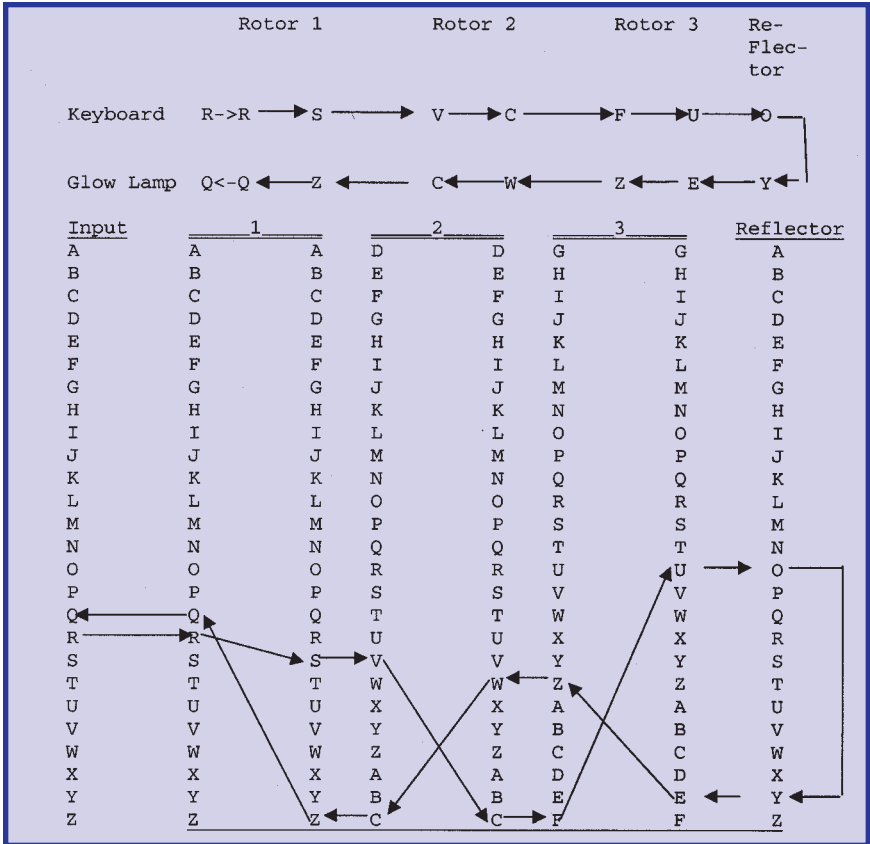 Rotor 1 Rotor 2 Rotor 3 Re-
Flec-
tor
Keyboard R->R S V C F U O
Glow Lamp Q<-Q Z C W Z E Y
Input 1 2 3 Reflector
A A A D D G G A
B B B E E H H B
C C C F F I I C
D D D G G J J D
E E E H H K K E
F F F I I L L F
G G G J J M M G
H H H K K N N H
I I I L L O O I
J J J M M P P J
K K K N N Q Q K
L L L O O R R L
M M M P P S S M
N N N Q Q T T N
O O O R R U U O
P P P S S V V P
Q Q Q T T W W Q
R R R U U X X R
S S S V V Y Y S
T T T W W Z Z T
U U U X X A A U
V V V Y Y B B V
W W W Z Z C C W
X X X A A D D X
Y Y Y B B E E Y
Z Z Z C C F F Z